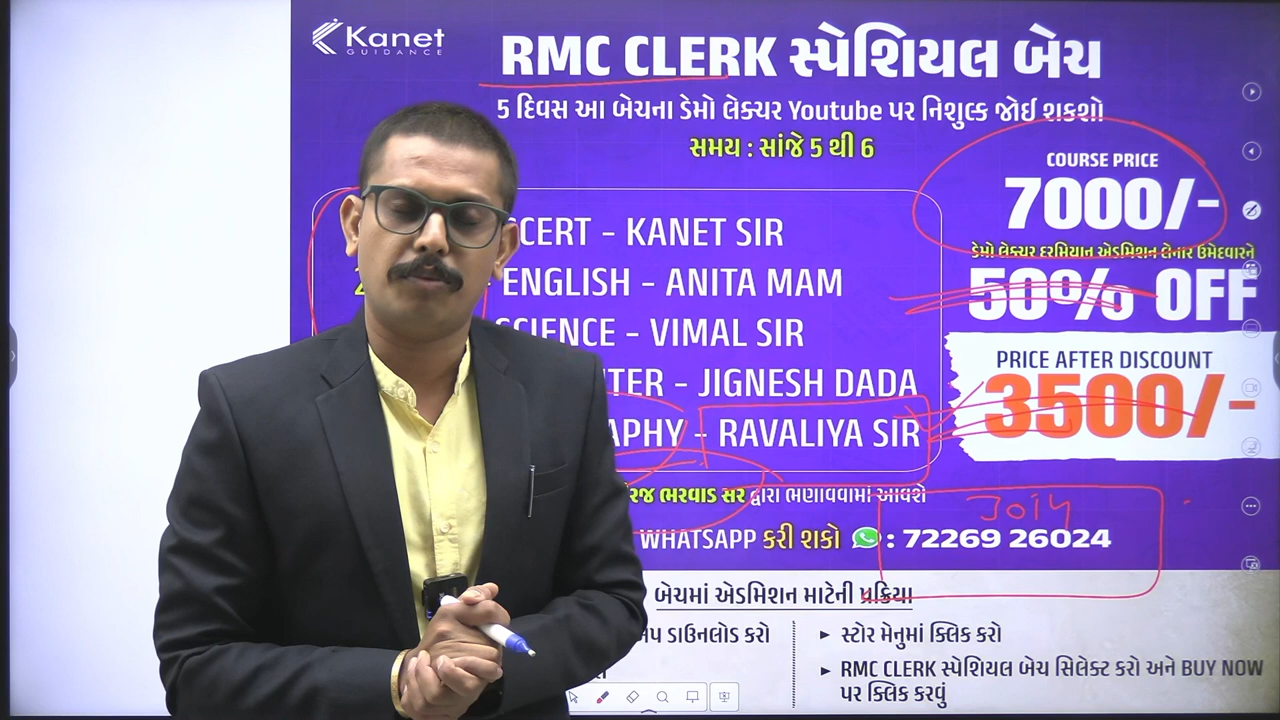 Kanet
GUIDANCE
RMC CLERK સ્પેશિયલ બેચ
5 દિવસ આ બેચના ડેમો લેક્ચર Youtube પર નિશુલ્ક જોઈ શકશો
સમય : સાંજે 5 થી 6
COURSE PRICE
7000/-
ડેમો લેક્ચર દરમિયાન એડમિશન લેનાર ઉમેદવારને
50% OFF
PRICE AFTER DISCOUNT
3500/-
CERT - KANET SIR
ENGLISH - ANITA MAM
SCIENCE - VIMAL SIR
TER - JIGNESH DADA
APHY - RAVALIYA SIR
ભરવાડ સર દ્વારા ભણાવવામાં આવશે
JOIN
WHATSAPP કરી શકો : 72269 26024
બેચમાં એડમિશન માટેની પ્રક્રિયા
ડાઉનલોડ કરો
▸ સ્ટોર મેનુમાં ક્લિક કરો
▸ RMC CLERK સ્પેશિયલ બેચ સિલેક્ટ કરો અને BUY NOW
પર ક્લિક કરવું